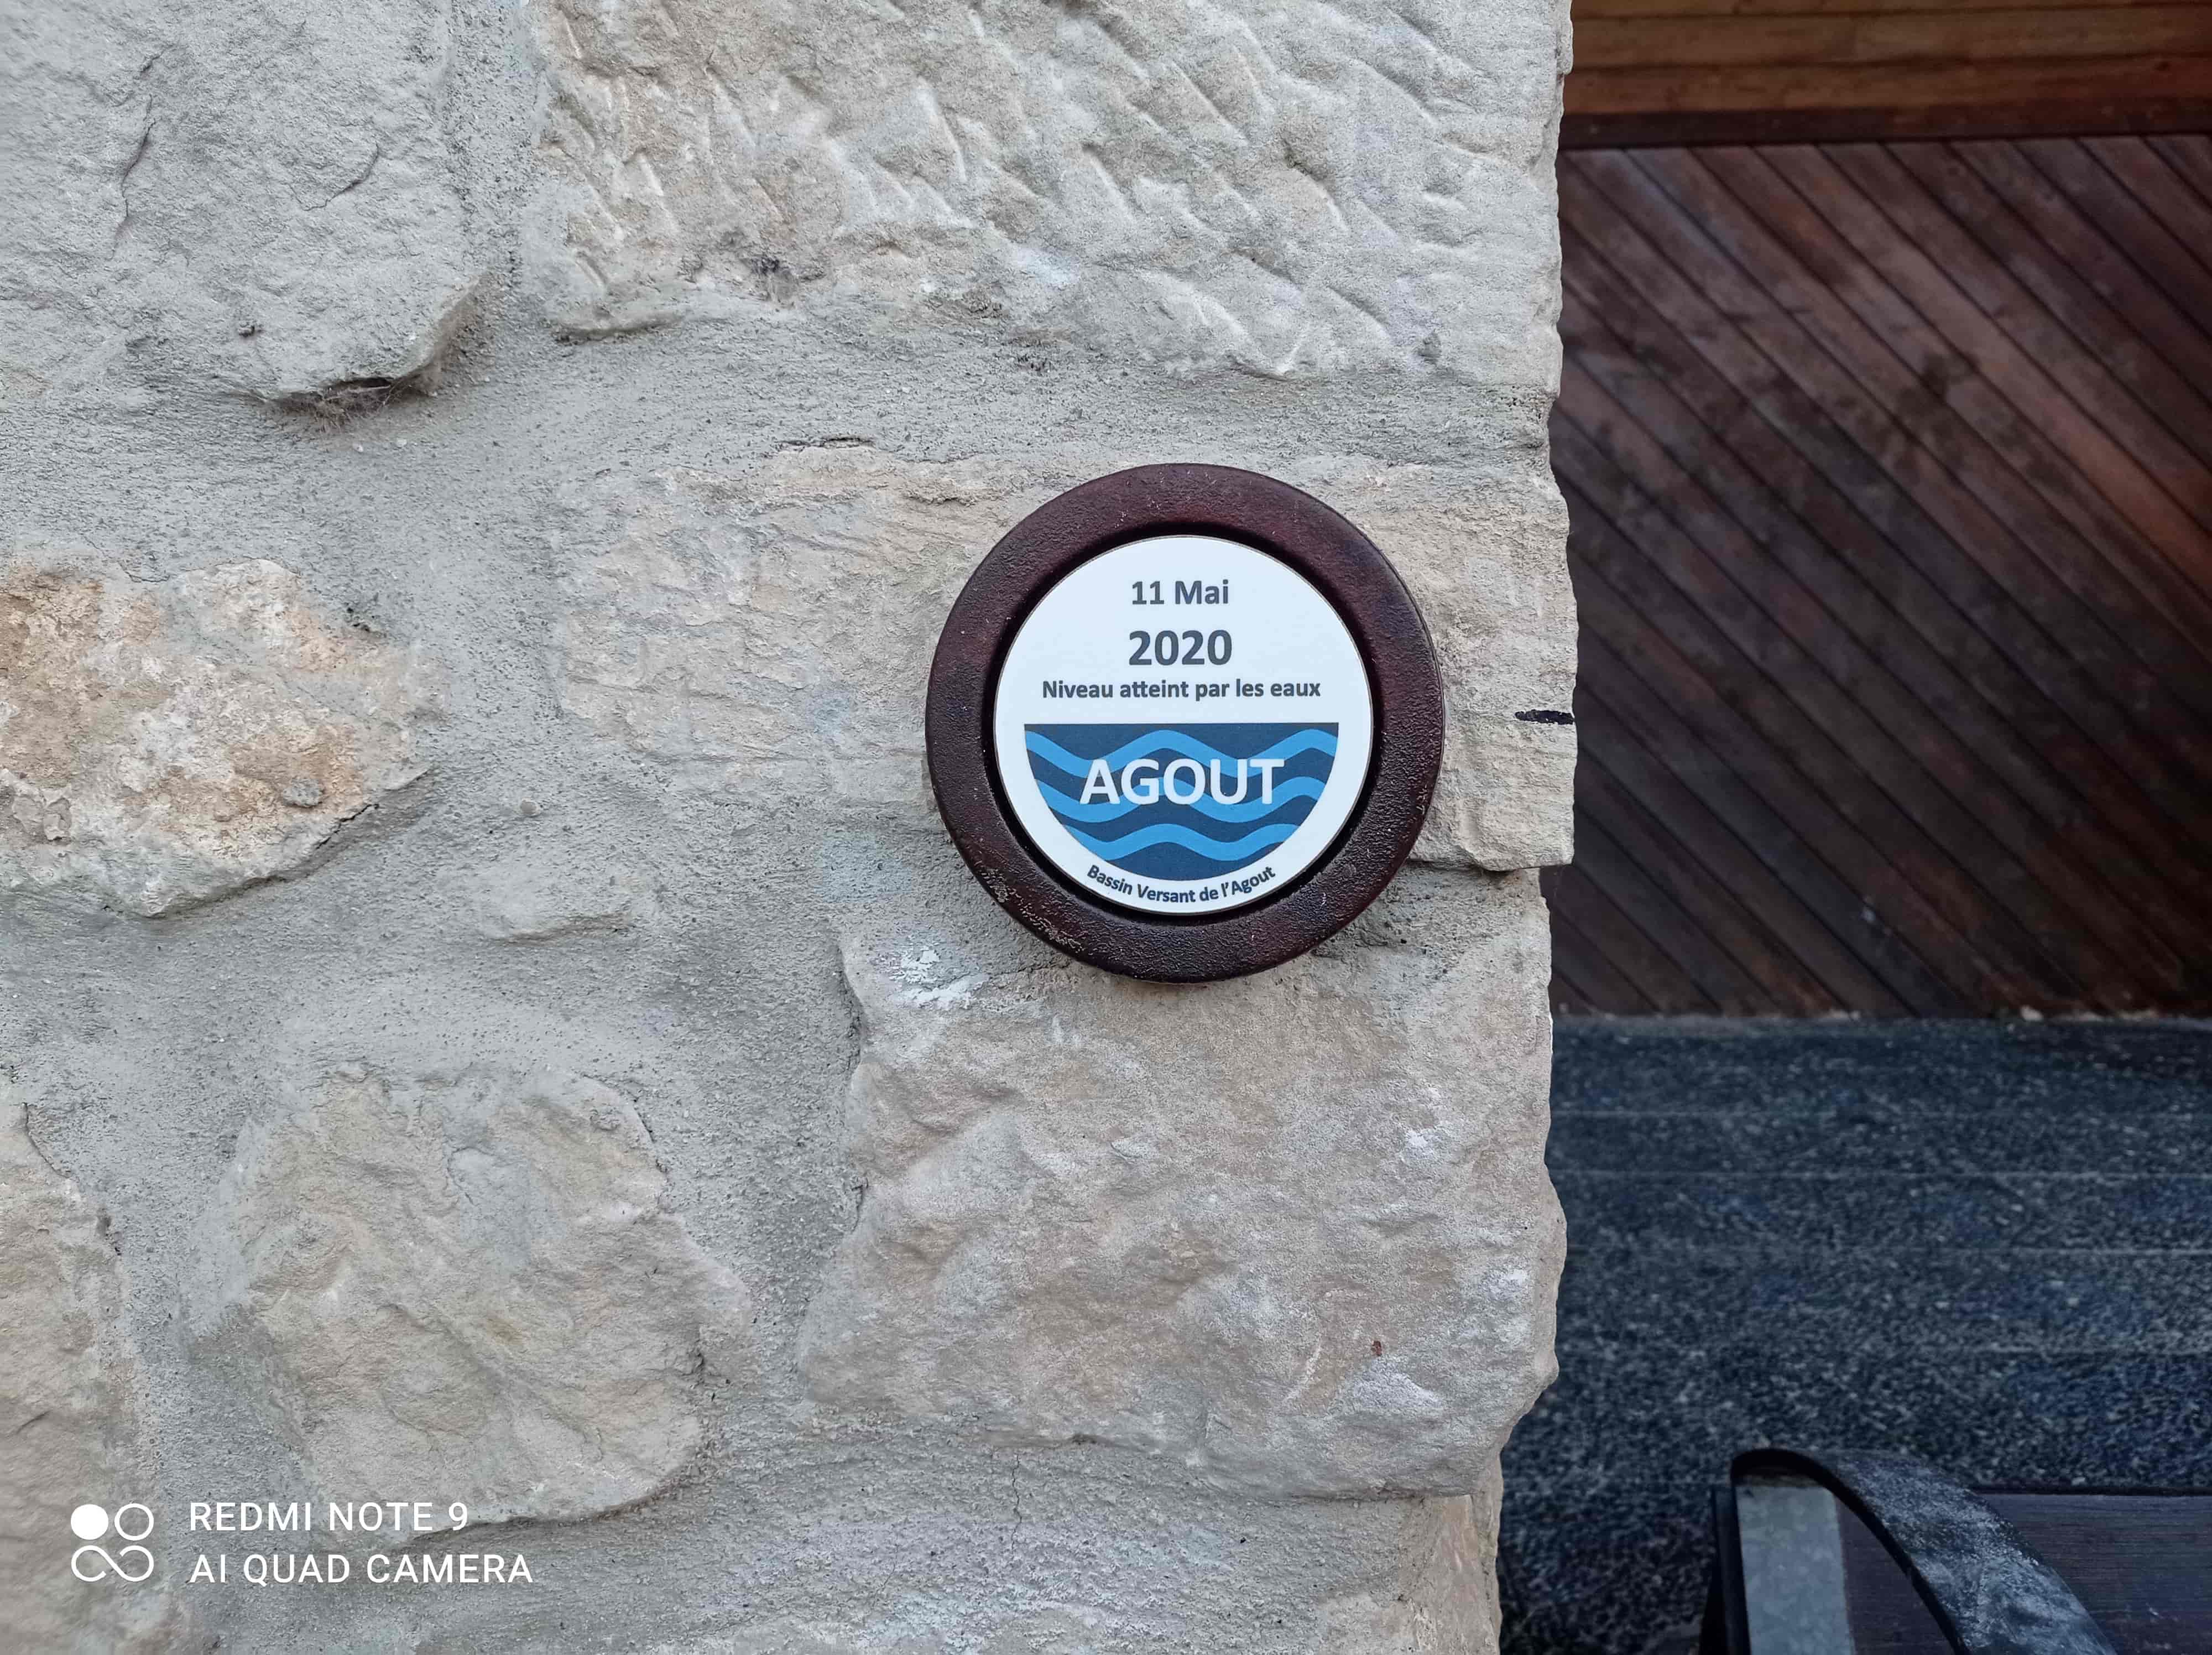 11 Mai
2020
Niveau atteint par les eaux
AGOUT
Bassin Versant de l'Agout
REDMI NOTE 9
AI QUAD CAMERA